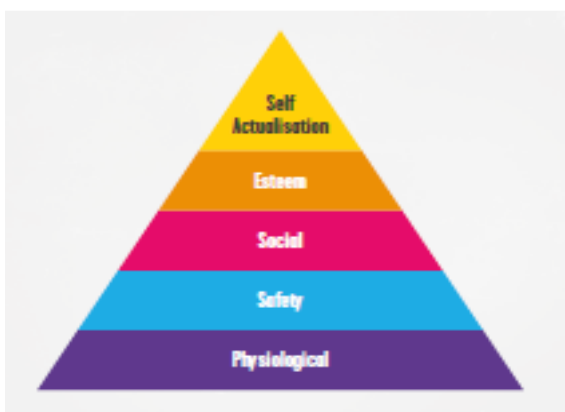 Self
Actualisation
Esteem
Social
Safety
Physiological